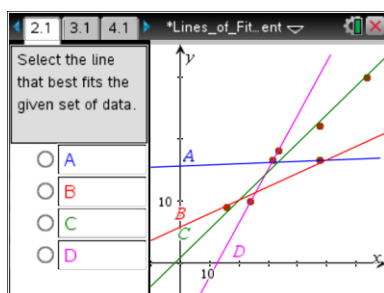 2.1 3.1 4.1 *Lines_of_Fit...ent
Select the line
that best fits the
given set of data.
A
B
C
D
y
A
10
B
C
D
x
10